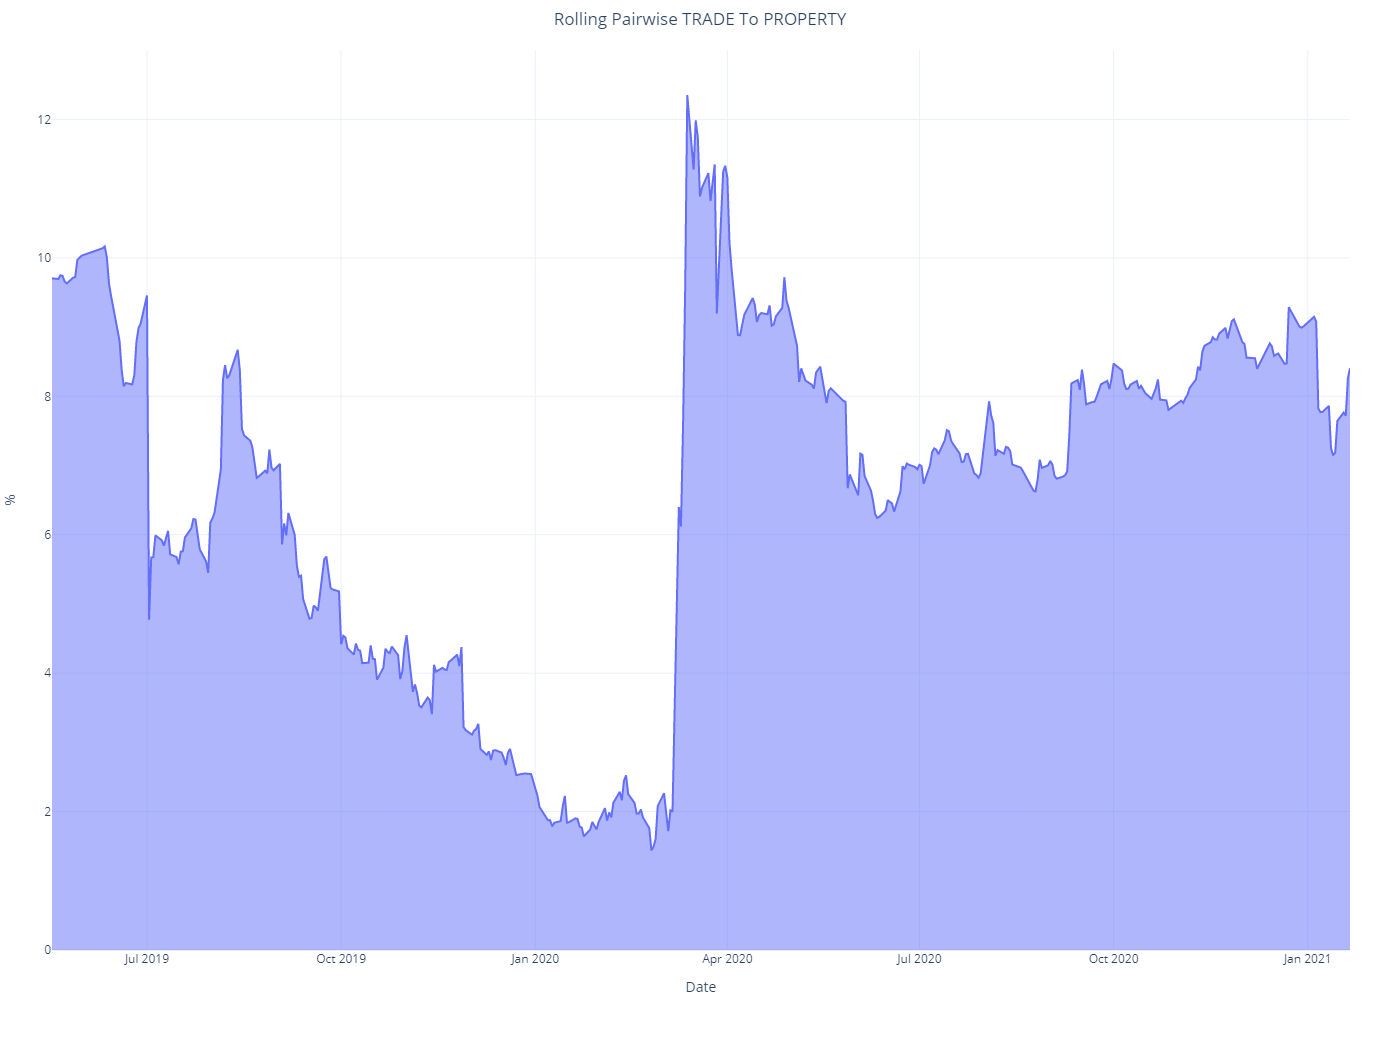 Rolling Pairwise TRADE To PROPERTY
12
10
8
6
4
2
0
%
Jul 2019
Oct 2019
Jan 2020
Apr 2020
Jul 2020
Oct 2020
Jan 2021
Date